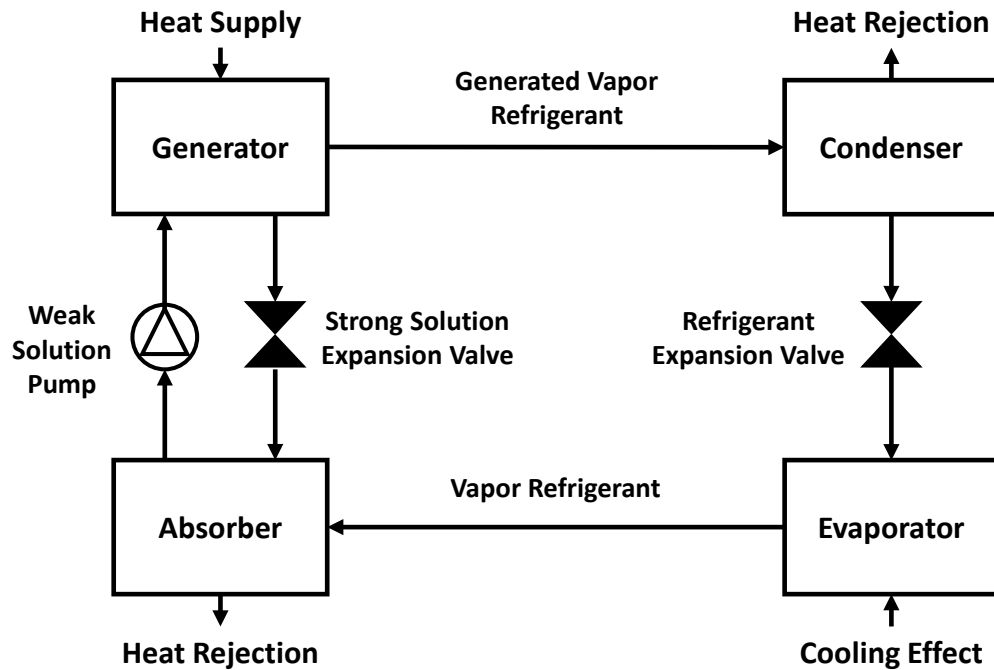 Heat Supply
Heat Rejection
Generated Vapor
Refrigerant
Generator
Condenser
Weak
Solution
Pump
Strong Solution
Expansion Valve
Refrigerant
Expansion Valve
Vapor Refrigerant
Absorber
Evaporator
Heat Rejection
Cooling Effect